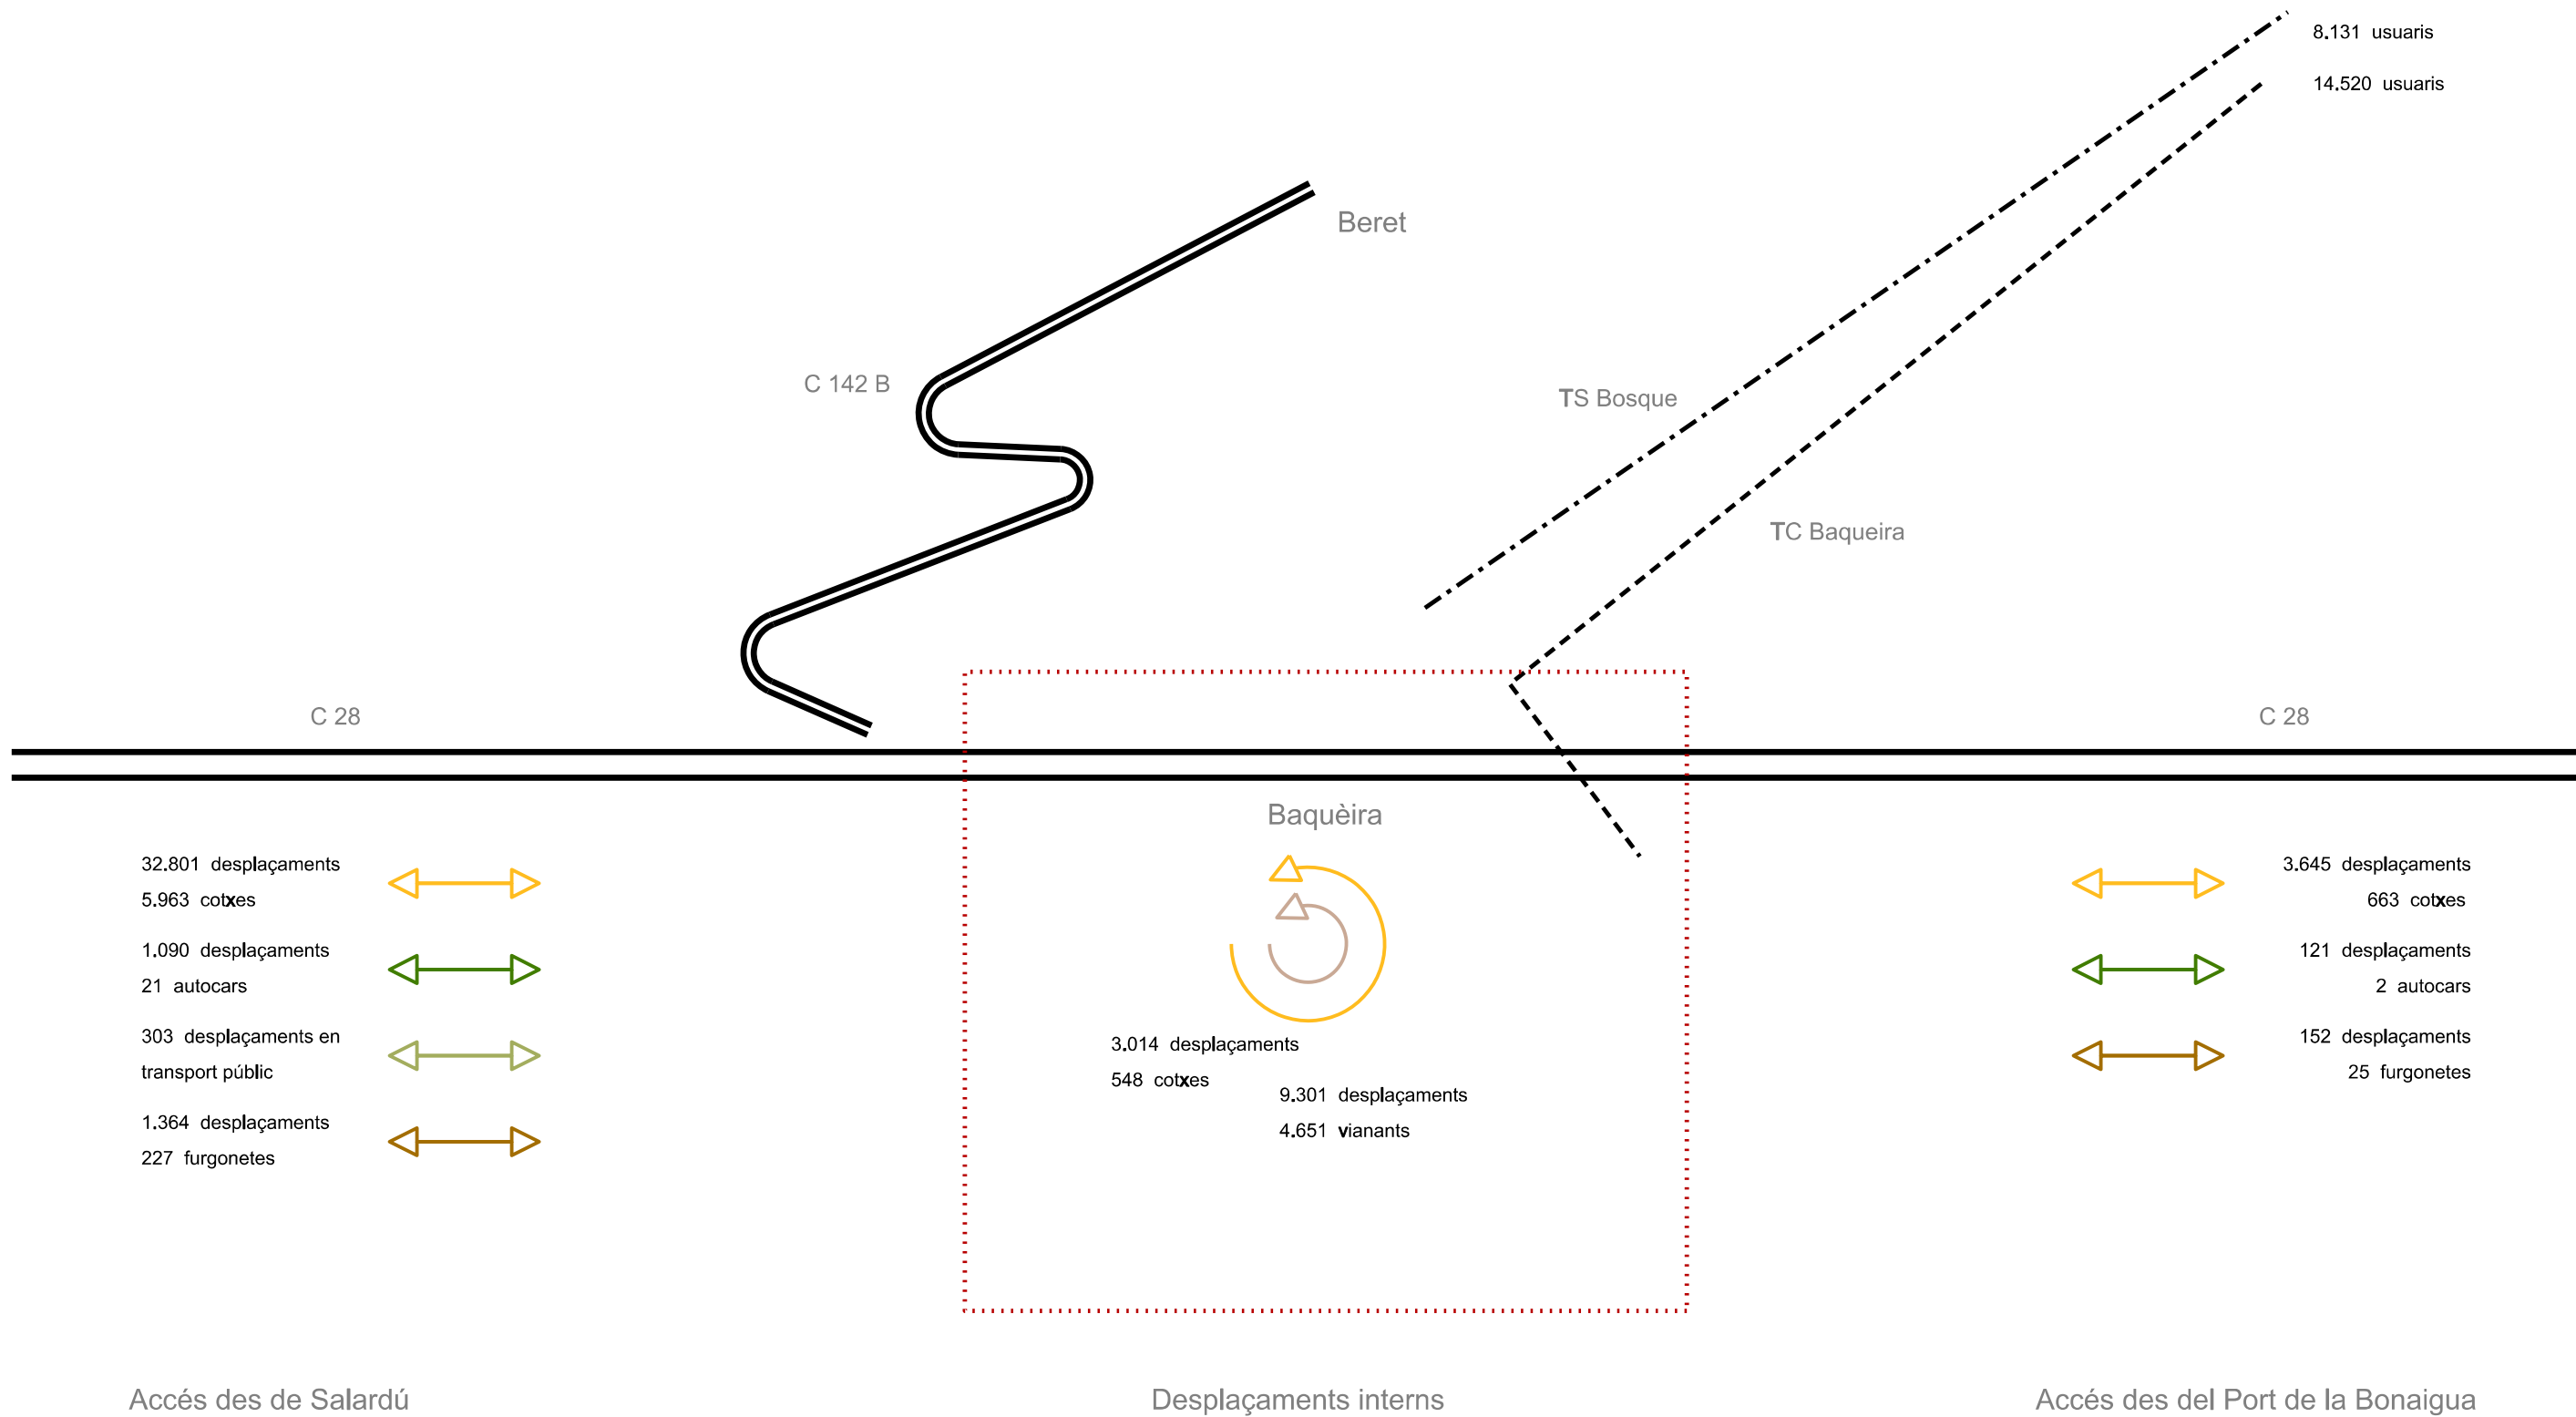 8.131 usuaris
14.520 usuaris
Beret
C 142 B
TS Bosque
TC Baqueira
C 28
C 28
Baquèira
32.801 desplaçaments
5.963 cotxes
1.090 desplaçaments
21 autocars
303 desplaçaments en
transport públic
1.364 desplaçaments
227 furgonetes
3.014 desplaçaments
548 cotxes
9.301 desplaçaments
4.651 vianants
3.645 desplaçaments
663 cotxes
121 desplaçaments
2 autocars
152 desplaçaments
25 furgonetes
Accés des de Salardú
Desplaçaments interns
Accés des del Port de la Bonaigua